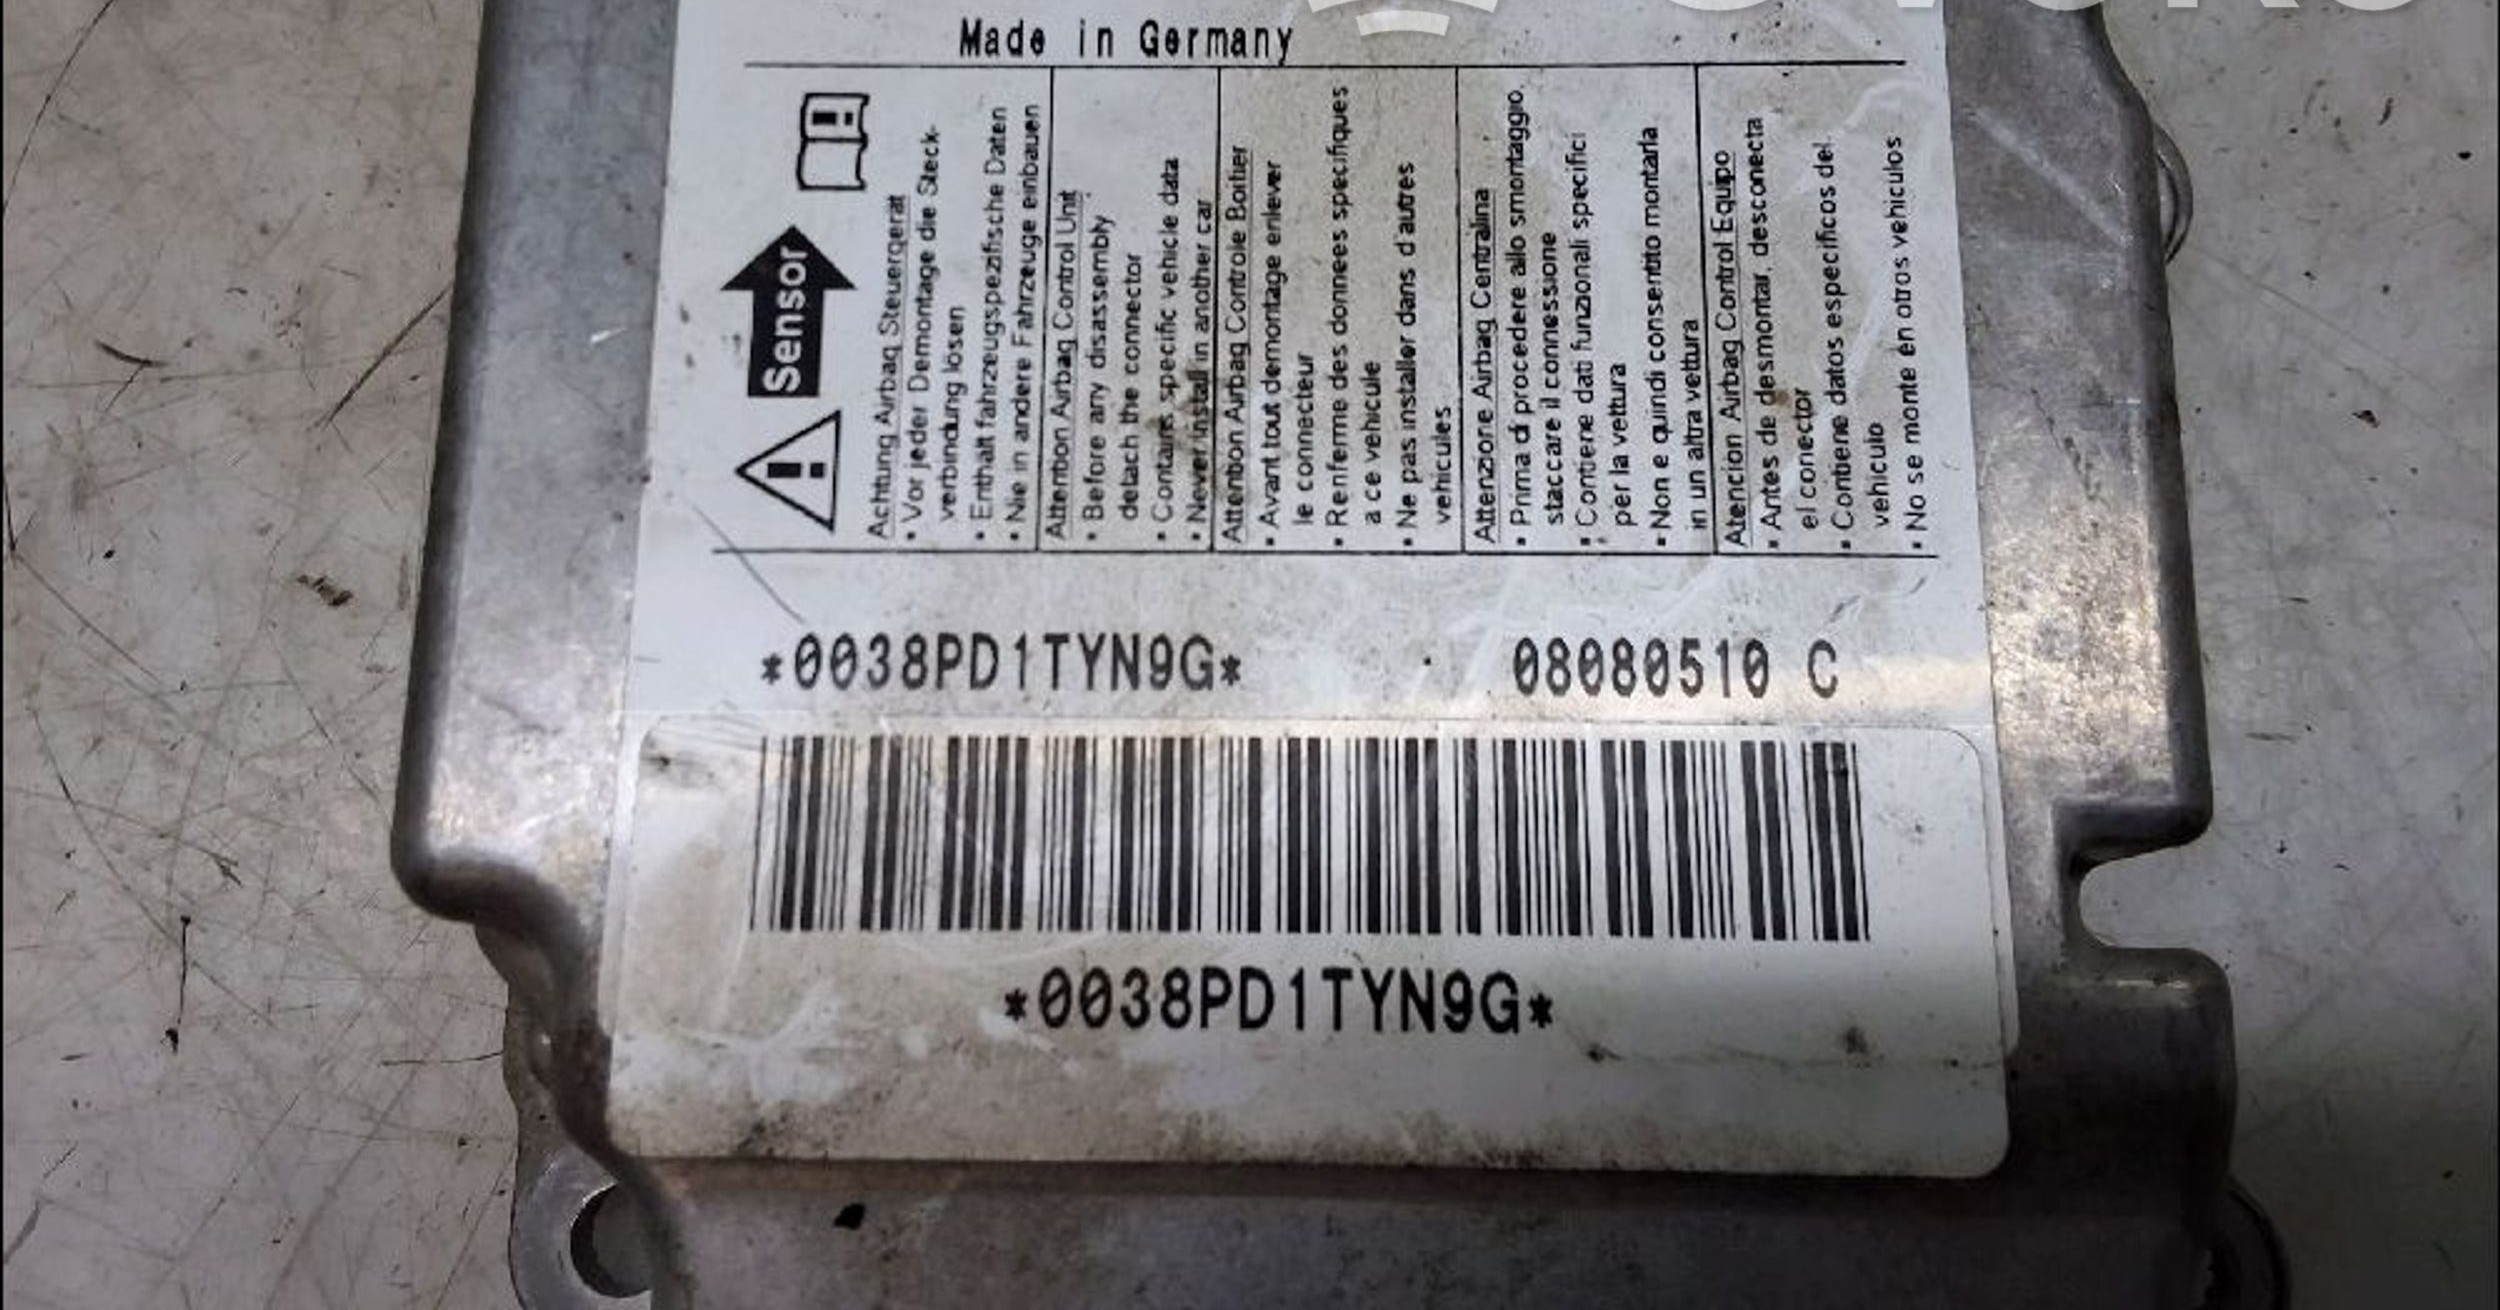 Made in Germany
Sensor
Achtung Airbag Steuergerät
• Vor jeder Demontage die Steck-
verbindung lösen
• Enthält fahrzeugspezifische Daten
• Nie in andere Fahrzeuge einbauen
Attention Airbag Control Unit
• Before any disassembly
detach the connector
• Contains specific vehicle data
• Never install in another car
Attention Airbag Controle Boitier
• Avant tout demontage enlever
le connecteur
• Renferme des donnees specifiques
a ce vehicule
• Ne pas installer dans d'autres
vehicules
Attenzione Airbag Centralina
• Prima di procedere allo smontaggio,
staccare il connessione
• Contiene dati funzionali specifici
per la vettura
• Non e quindi consentito montarla
in un altra vettura
Atencion Airbag Control Equipo
• Antes de desmontar, desconecta
el conector
• Contiene datos especificos del
vehiculo
• No se monte en otros vehiculos
*0038PD1TYN9G* 08080510 C
*0038PD1TYN9G*